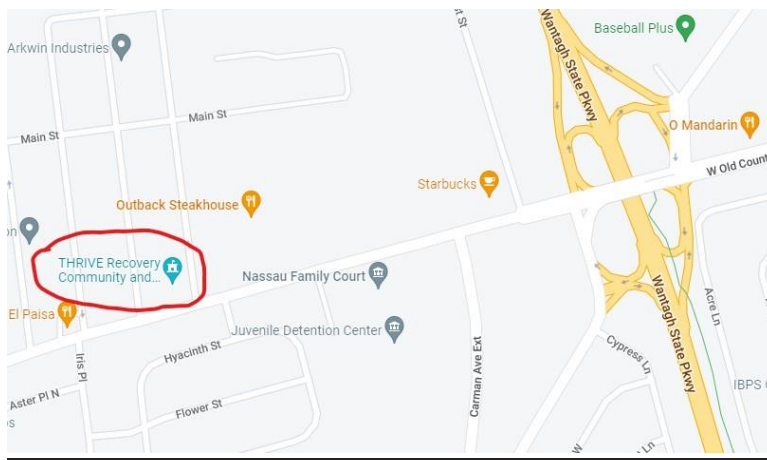 Baseball Plus
Wantagh State Pkwy
Arkwin Industries
Main St
Main St
O Mandarin
W Old Count
Starbucks
Outback Steakhouse
THRIVE Recovery
Community and...
Nassau Family Court
El Paisa
Juvenile Detention Center
Acre Ln
Hyacinth St
Iris Pl
Carman Ave Ext
Cypress Ln
Wantagh State Pkwy
IBPS
Aster Pl N
Flower St
Ln